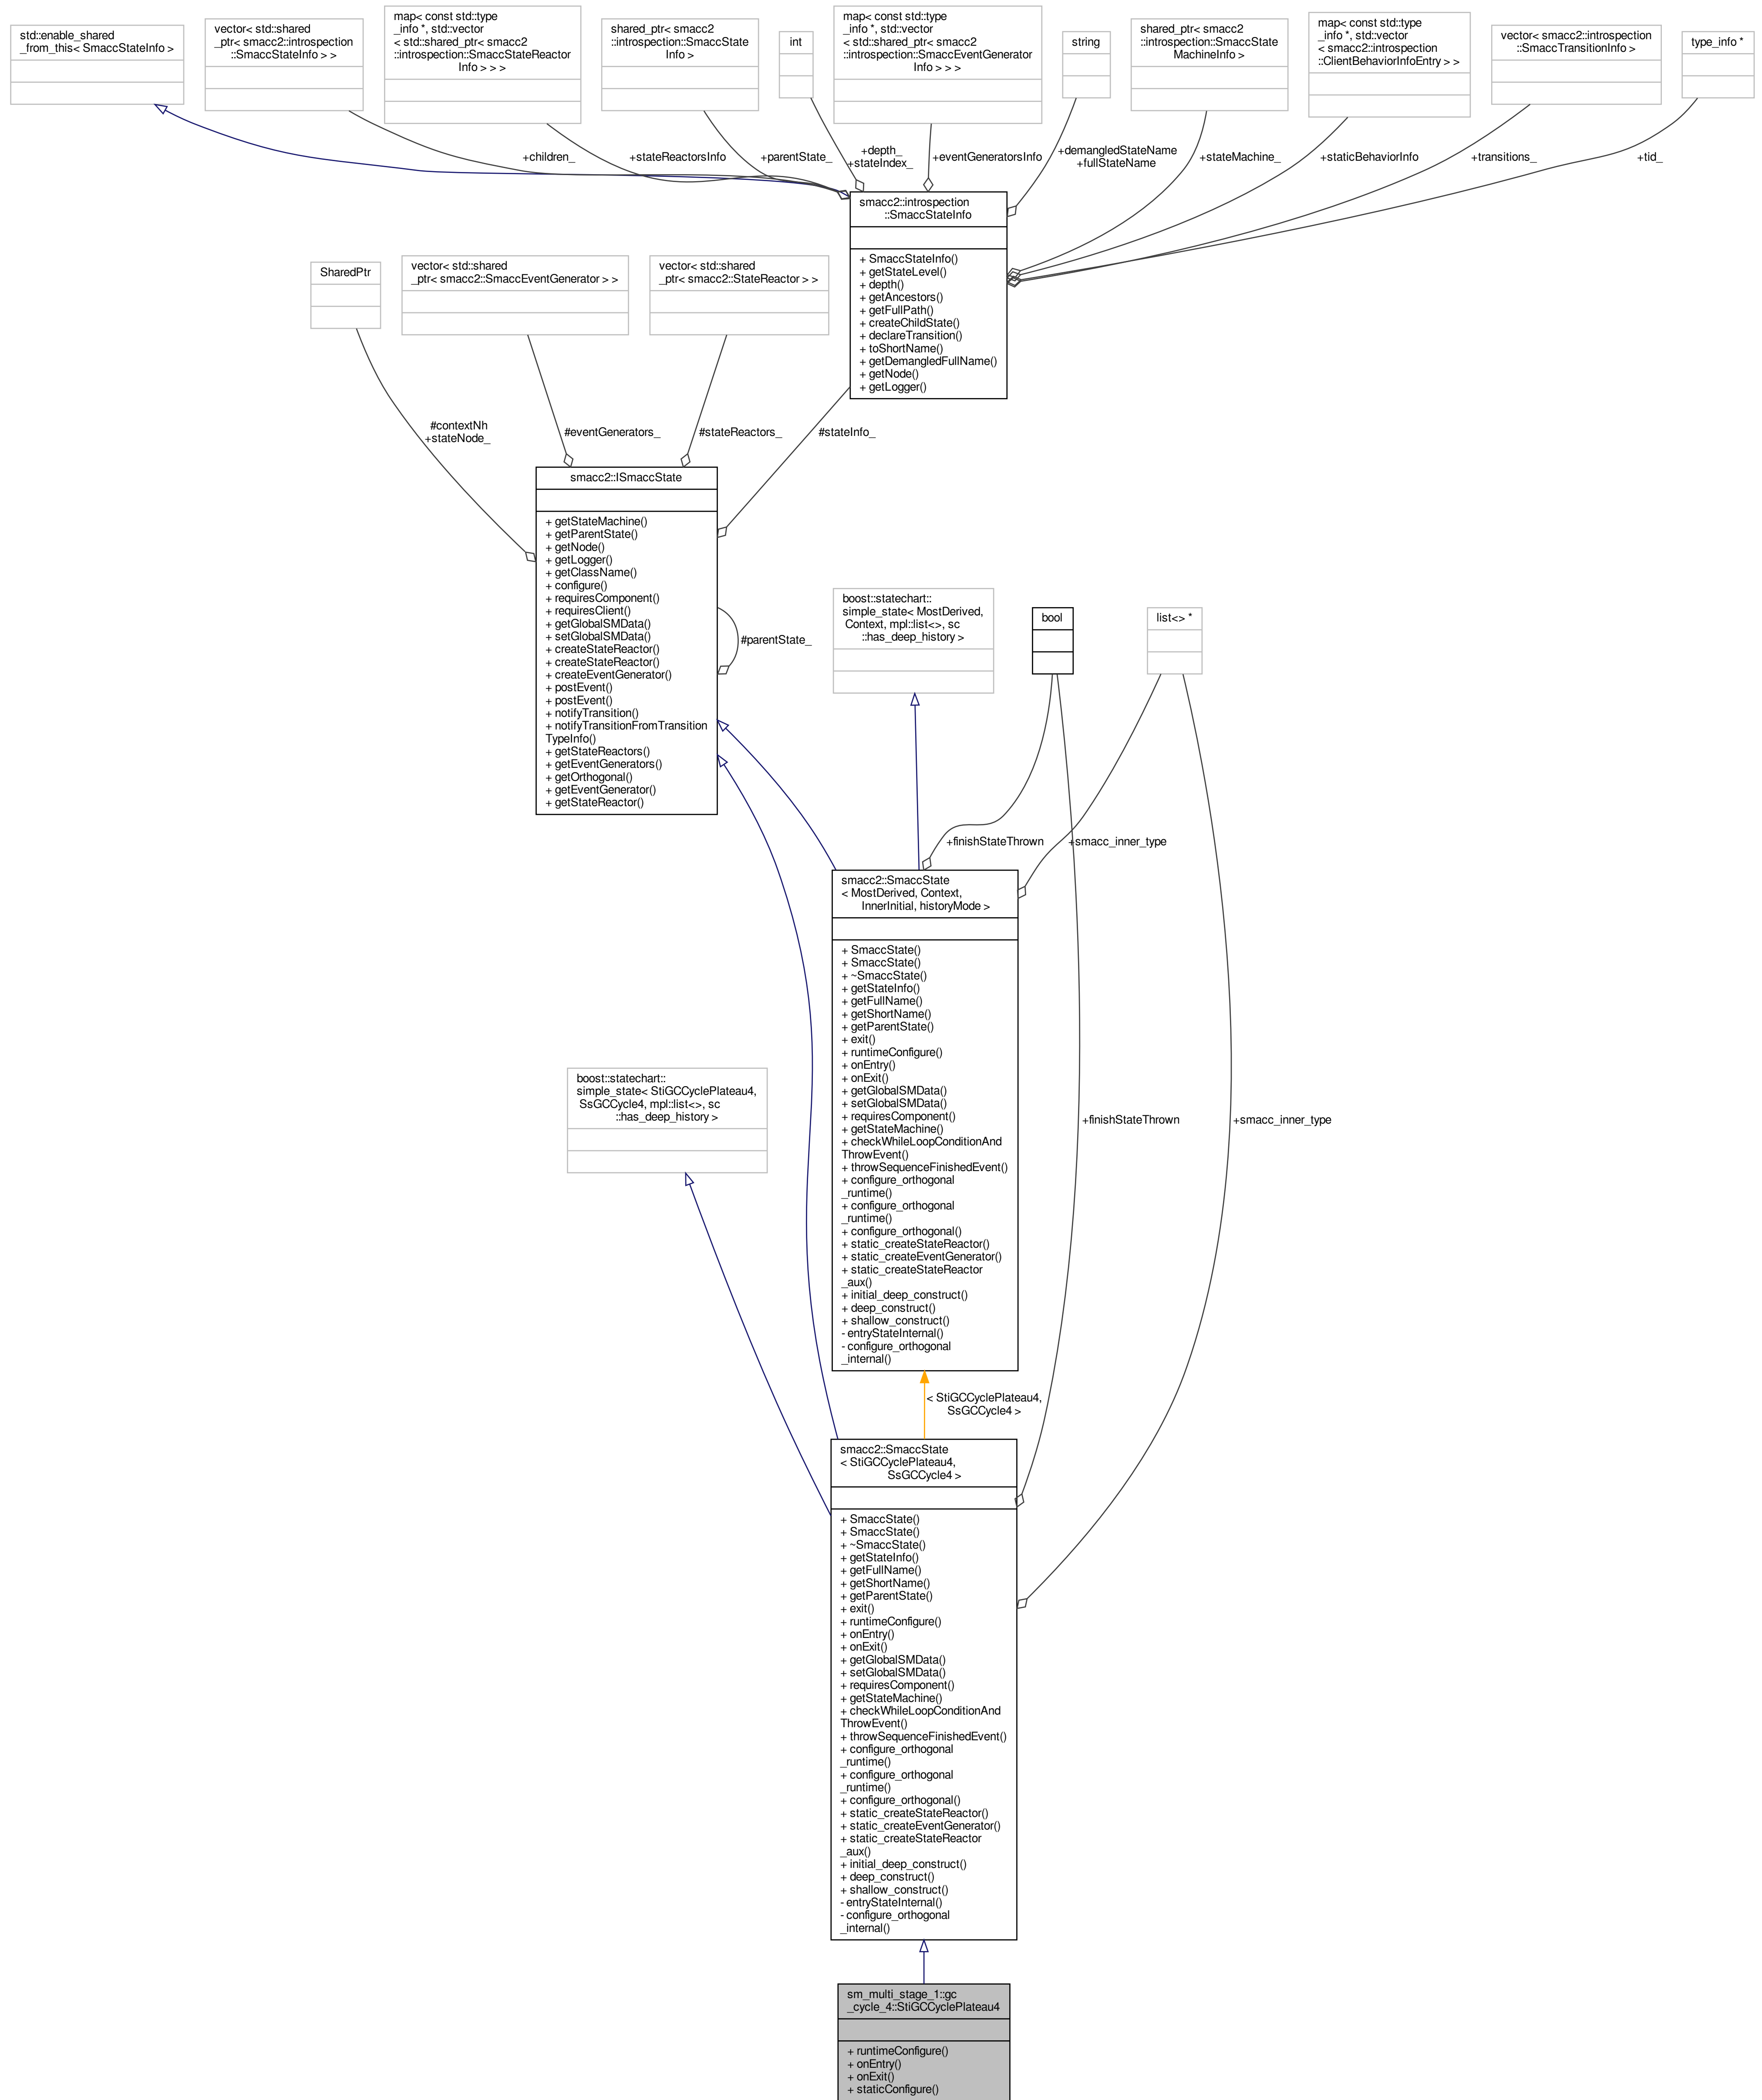 std::enable_shared
_from_this< SmaccStateInfo >
vector< std::shared
_ptr< smacc2::introspection
::SmaccStateInfo > >
map< const std::type
_info *, std::vector
< std::shared_ptr< smacc2
::introspection::SmaccStateReactor
Info > > >
shared_ptr< smacc2
::introspection::SmaccState
Info >
int
map< const std::type
_info *, std::vector
< std::shared_ptr< smacc2
::introspection::SmaccEventGenerator
Info > > >
string
shared_ptr< smacc2
::introspection::SmaccState
MachineInfo >
map< const std::type
_info *, std::vector
< smacc2::introspection
::ClientBehaviorInfoEntry > >
vector< smacc2::introspection
::SmaccTransitionInfo >
type_info *
+children_
+stateReactorsInfo
+parentState_
+depth_
+stateIndex_
+eventGeneratorsInfo
+demangledStateName
+fullStateName
+stateMachine_
+staticBehaviorInfo
+transitions_
+tid_
smacc2::introspection
::SmaccStateInfo
+ SmaccStateInfo()
+ getStateLevel()
+ depth()
+ getAncestors()
+ getFullPath()
+ createChildState()
+ declareTransition()
+ toShortName()
+ getDemangledFullName()
+ getNode()
+ getLogger()
SharedPtr
vector< std::shared
_ptr< smacc2::SmaccEventGenerator > >
vector< std::shared
_ptr< smacc2::StateReactor > >
#contextNh
+stateNode_
#eventGenerators_
#stateReactors_
#stateInfo_
smacc2::ISmaccState
+ getStateMachine()
+ getParentState()
+ getNode()
+ getLogger()
+ getClassName()
+ configure()
+ requiresComponent()
+ requiresClient()
+ getGlobalSMData()
+ setGlobalSMData()
+ createStateReactor()
+ createStateReactor()
+ createEventGenerator()
+ postEvent()
+ postEvent()
+ notifyTransition()
+ notifyTransitionFromTransition
TypeInfo()
+ getStateReactors()
+ getEventGenerators()
+ getOrthogonal()
+ getEventGenerator()
+ getStateReactor()
#parentState_
boost::statechart::
simple_state< MostDerived,
Context, mpl::list<>, sc
::has_deep_history >
bool
list<> *
+finishStateThrown
+smacc_inner_type
smacc2::SmaccState
< MostDerived, Context,
InnerInitial, historyMode >
+ SmaccState()
+ SmaccState()
+ ~SmaccState()
+ getStateInfo()
+ getFullName()
+ getShortName()
+ getParentState()
+ exit()
+ runtimeConfigure()
+ onEntry()
+ onExit()
+ getGlobalSMData()
+ setGlobalSMData()
+ requiresComponent()
+ getStateMachine()
+ checkWhileLoopConditionAnd
ThrowEvent()
+ throwSequenceFinishedEvent()
+ configure_orthogonal
_runtime()
+ configure_orthogonal
_runtime()
+ configure_orthogonal()
+ static_createStateReactor()
+ static_createEventGenerator()
+ static_createStateReactor
_aux()
+ initial_deep_construct()
+ deep_construct()
+ shallow_construct()
- entryStateInternal()
- configure_orthogonal
_internal()
boost::statechart::
simple_state< StiGCCyclePlateau4,
SsGCCycle4, mpl::list<>, sc
::has_deep_history >
+finishStateThrown
+smacc_inner_type
< StiGCCyclePlateau4,
SsGCCycle4 >
smacc2::SmaccState
< StiGCCyclePlateau4,
SsGCCycle4 >
+ SmaccState()
+ SmaccState()
+ ~SmaccState()
+ getStateInfo()
+ getFullName()
+ getShortName()
+ getParentState()
+ exit()
+ runtimeConfigure()
+ onEntry()
+ onExit()
+ getGlobalSMData()
+ setGlobalSMData()
+ requiresComponent()
+ getStateMachine()
+ checkWhileLoopConditionAnd
ThrowEvent()
+ throwSequenceFinishedEvent()
+ configure_orthogonal
_runtime()
+ configure_orthogonal
_runtime()
+ configure_orthogonal()
+ static_createStateReactor()
+ static_createEventGenerator()
+ static_createStateReactor
_aux()
+ initial_deep_construct()
+ deep_construct()
+ shallow_construct()
- entryStateInternal()
- configure_orthogonal
_internal()
sm_multi_stage_1::gc
_cycle_4::StiGCCyclePlateau4
+ runtimeConfigure()
+ onEntry()
+ onExit()
+ staticConfigure()